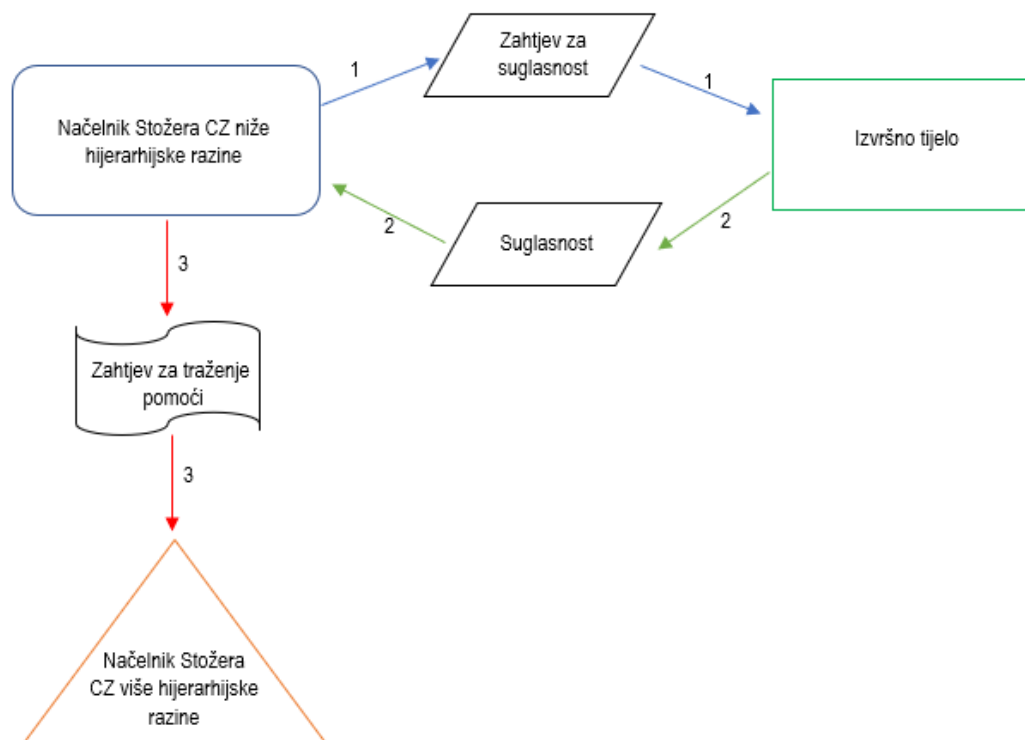 Zahtjev za
suglasnost
1
1
Načelnik Stožera CZ niže
hijerarhijske razine
Izvršno tijelo
2
2
Suglasnost
3
Zahtjev za traženje
pomoći
3
Načelnik Stožera
CZ više hijerarhijske
razine